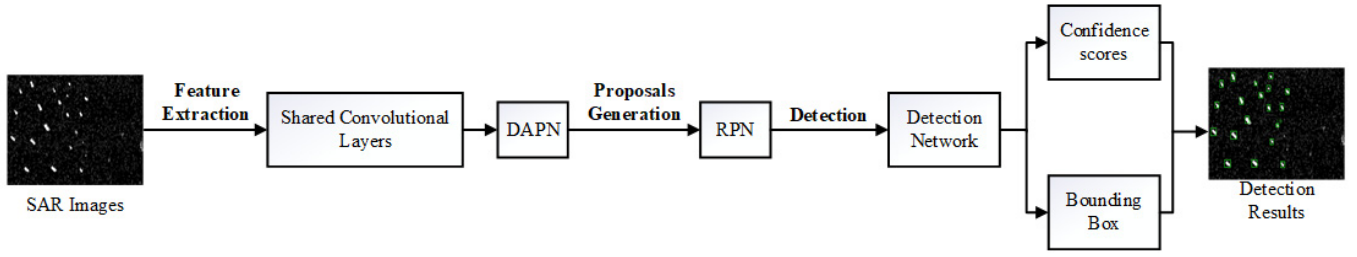 SAR Images
Feature
Extraction
Shared Convolutional
Layers
DAPN
Proposals
Generation
RPN
Detection
Detection
Network
Confidence
scores
Bounding
Box
Detection
Results